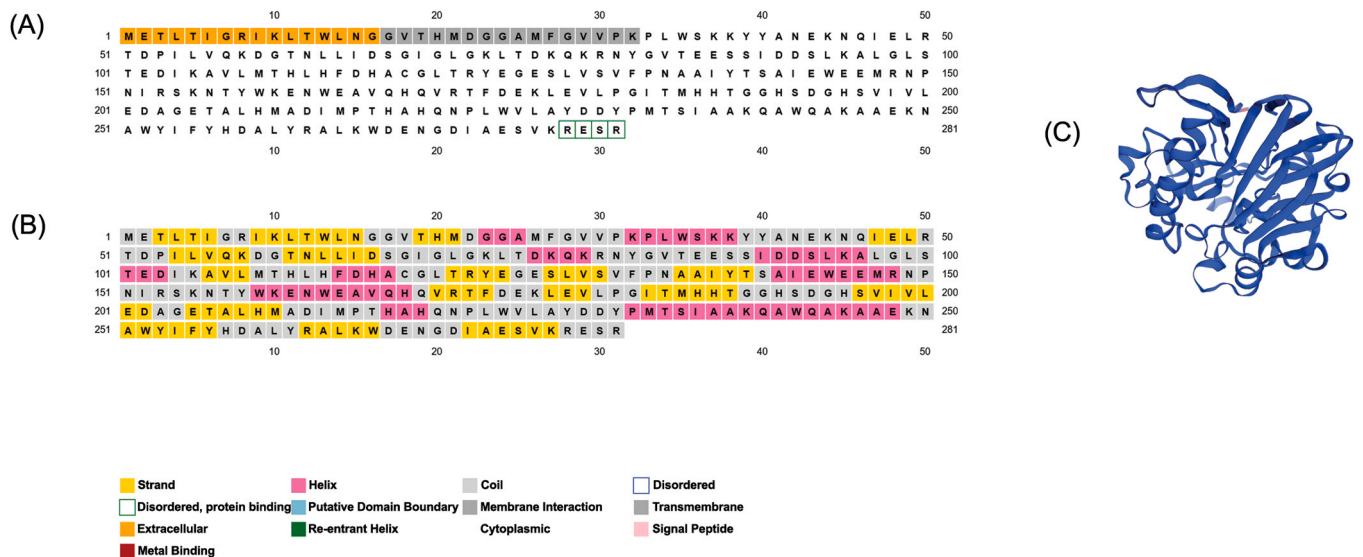 (A)
10 20 30 40 50
1 M E T L T I G R I K L T W L N G G V T H M D G G A M F G V V P K P L W S K K Y Y A N E K N Q I E L R 50
51 T D P I L V Q K D G T N L L I D S G I G L G K L T D K Q K R N Y G V T E E S S I D D S L K A L G L S 100
101 T E D I K A V L M T H L H F D H A C G L T R Y E G E S L V S V F P N A A I Y T S A I E W E E M R N P 150
151 N I R S K N T Y W K E N W E A V Q H Q V R T F D E K L E V L P G I T M H H T G G H S D G H S V I V L 200
201 E D A G E T A L H M A D I M P T H A H Q N P L W V L A Y D D Y P M T S I A A K Q A W Q A K A A E K N 250
251 A W Y I F Y H D A L Y R A L K W D E N G D I A E S V K R E S R 281
10 20 30 40 50
(C)
(B)
10 20 30 40 50
1 M E T L T I G R I K L T W L N G G V T H M D G G A M F G V V P K P L W S K K Y Y A N E K N Q I E L R 50
51 T D P I L V Q K D G T N L L I D S G I G L G K L T D K Q K R N Y G V T E E S S I D D S L K A L G L S 100
101 T E D I K A V L M T H L H F D H A C G L T R Y E G E S L V S V F P N A A I Y T S A I E W E E M R N P 150
151 N I R S K N T Y W K E N W E A V Q H Q V R T F D E K L E V L P G I T M H H T G G H S D G H S V I V L 200
201 E D A G E T A L H M A D I M P T H A H Q N P L W V L A Y D D Y P M T S I A A K Q A W Q A K A A E K N 250
251 A W Y I F Y H D A L Y R A L K W D E N G D I A E S V K R E S R 281
10 20 30 40 50
Strand Helix Coil Disordered
Disordered, protein binding Putative Domain Boundary Membrane Interaction Transmembrane
Extracellular Re-entrant Helix Cytoplasmic Signal Peptide
Metal Binding